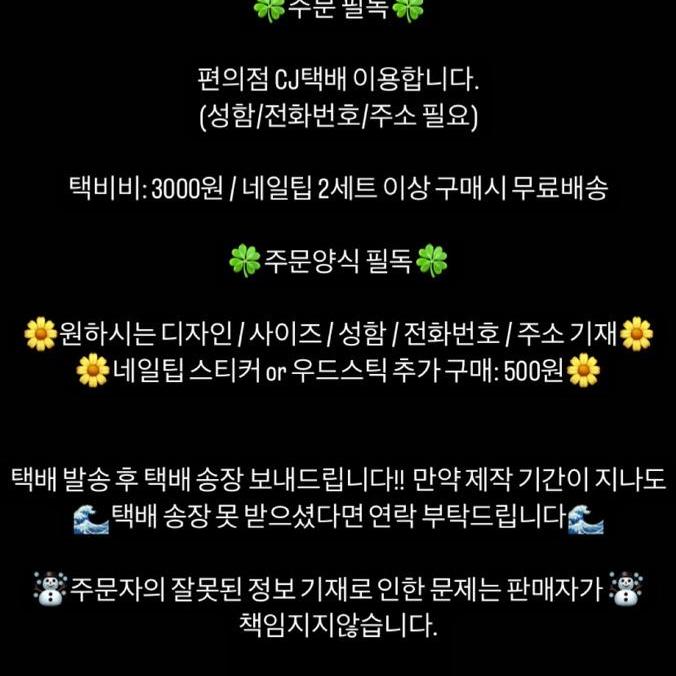 🍀주문 필독🍀
편의점 CJ택배 이용합니다.
(성함/전화번호/주소 필요)
택비비: 3000원 / 네일팁 2세트 이상 구매시 무료배송
🍀주문양식 필독🍀
🌼원하시는 디자인 / 사이즈 / 성함 / 전화번호 / 주소 기재🌼
🌼네일팁 스티커 or 우드스틱 추가 구매: 500원🌼
택배 발송 후 택배 송장 보내드립니다!! 만약 제작 기간이 지나도
🌊택배 송장 못 받으셨다면 연락 부탁드립니다🌊
☃️주문자의 잘못된 정보 기재로 인한 문제는 판매자가☃️
책임지지않습니다.